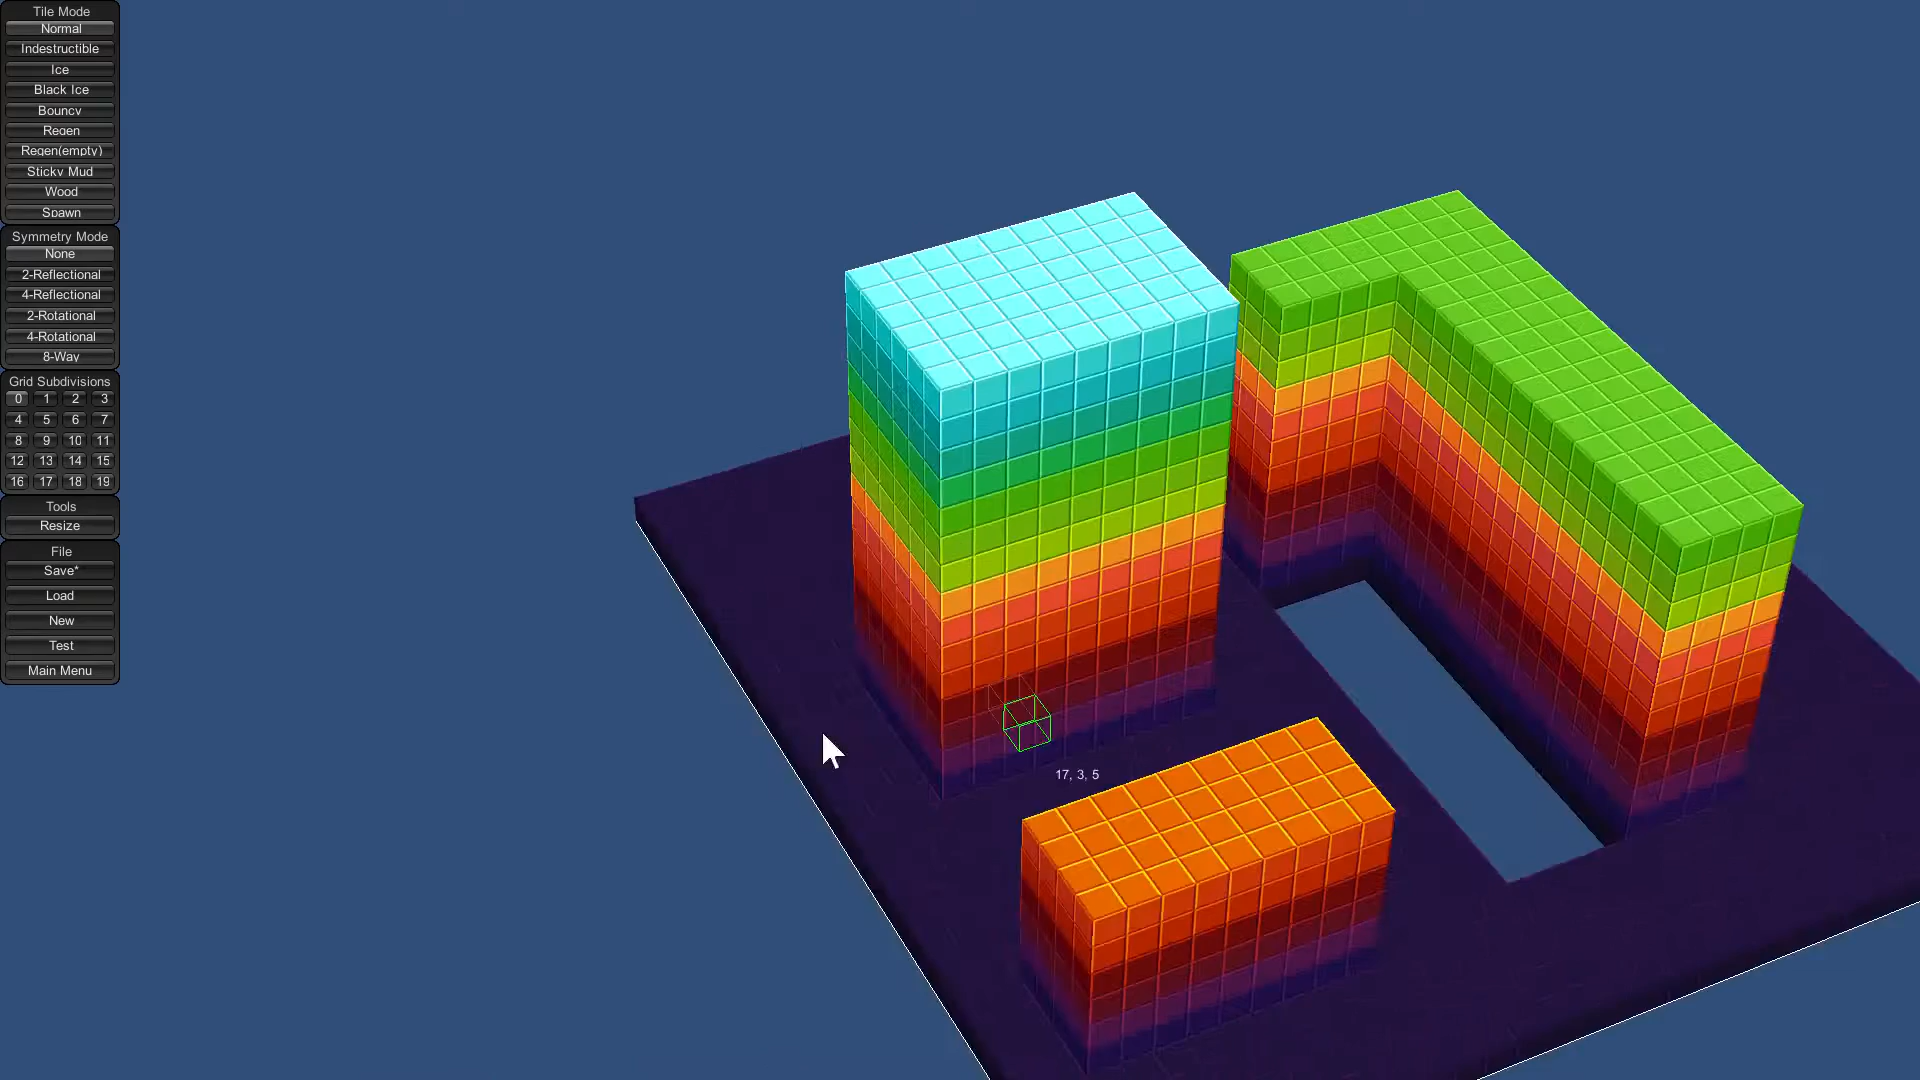 Tile Mode
Normal
Indestructible
Ice
Black Ice
Bouncy
Regen
Regen(empty)
Sticky Mud
Wood
Spawn
Symmetry Mode
None
2-Reflectional
4-Reflectional
2-Rotational
4-Rotational
8-Way
Grid Subdivisions
0 1 2 3
4 5 6 7
8 9 10 11
12 13 14 15
16 17 18 19
Tools
Resize
File
Save*
Load
New
Test
Main Menu
17, 3, 5